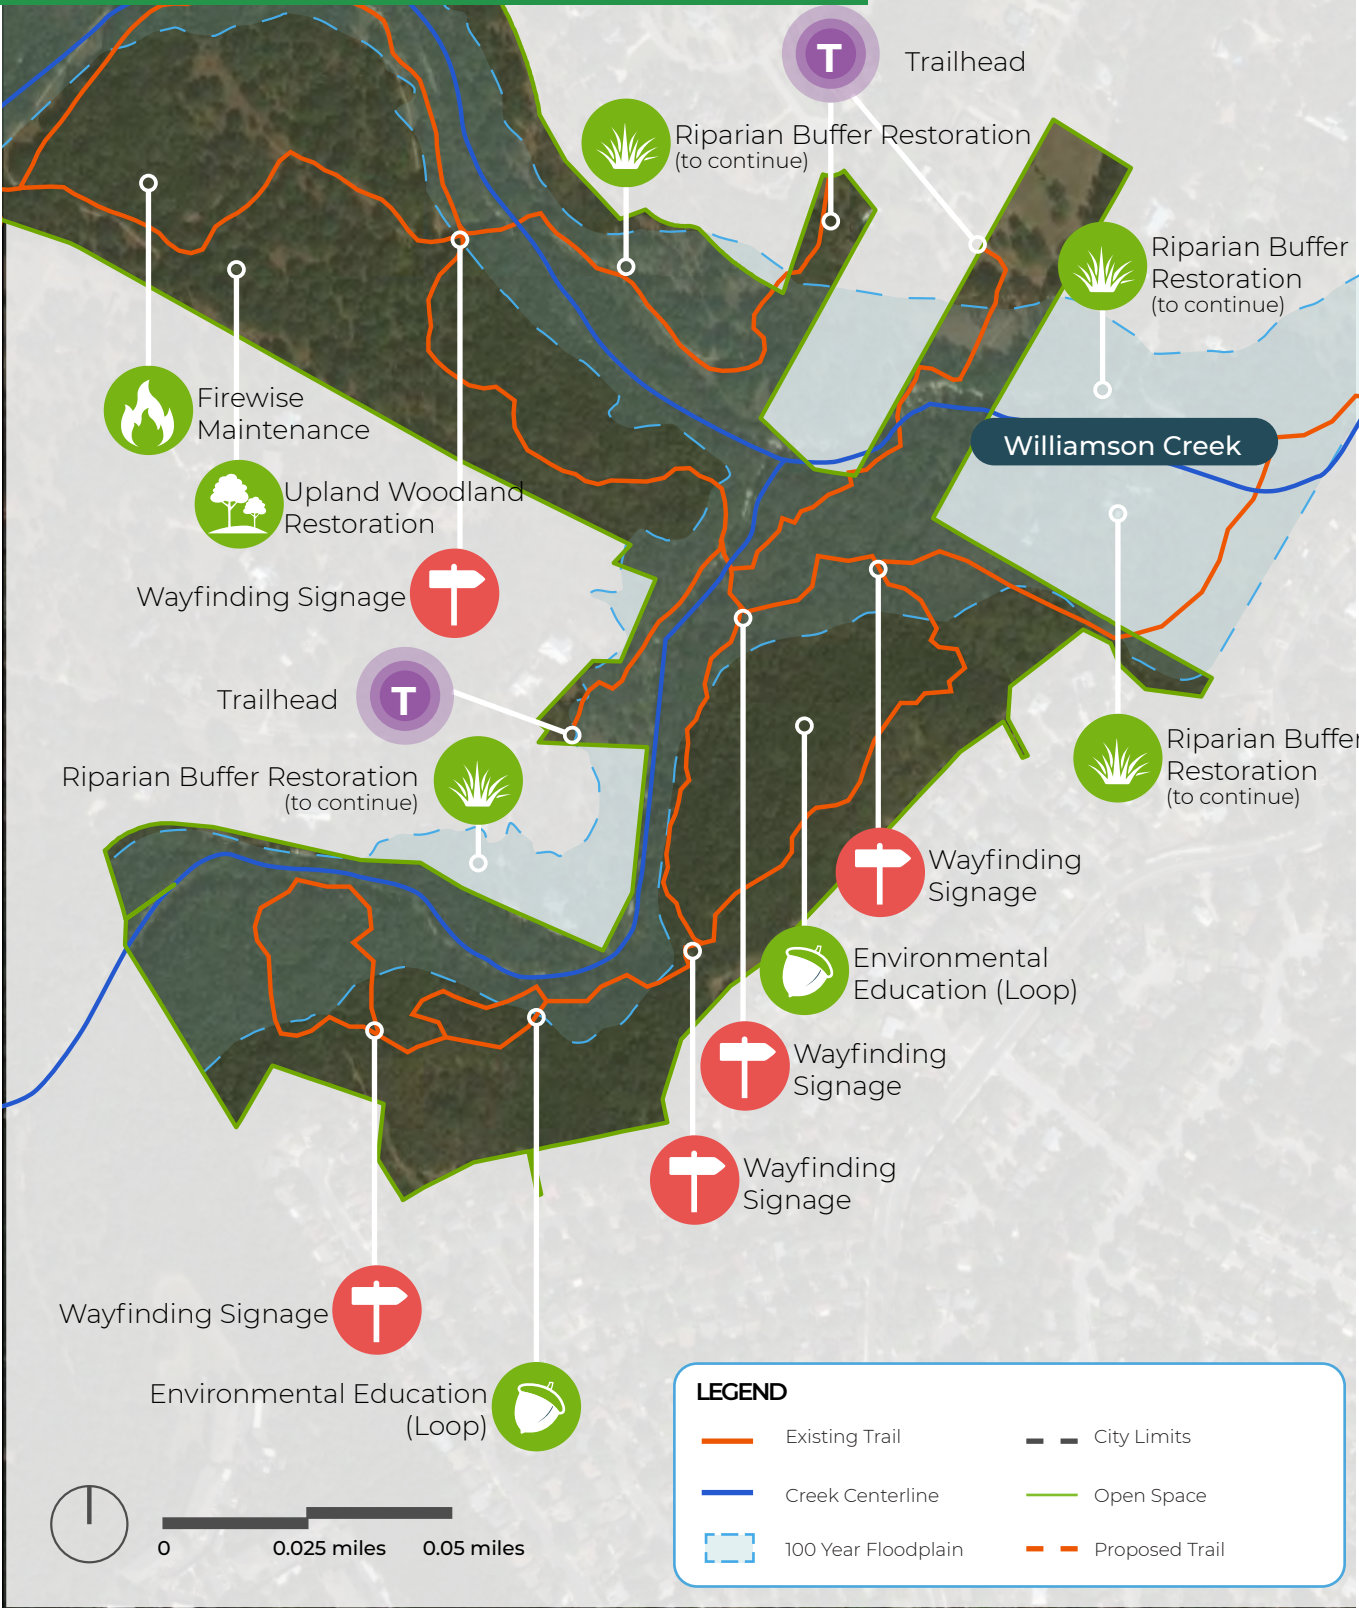 T
Trailhead
Riparian Buffer Restoration
(to continue)
Riparian Buffer
Restoration
(to continue)
Firewise
Maintenance
Williamson Creek
Upland Woodland
Restoration
Wayfinding Signage
T
Trailhead
Riparian Buffer Restoration
(to continue)
Riparian Buffer
Restoration
(to continue)
Wayfinding
Signage
Environmental
Education (Loop)
Wayfinding
Signage
Wayfinding
Signage
Wayfinding Signage
Environmental Education
(Loop)
LEGEND
Existing Trail
City Limits
Creek Centerline
Open Space
100 Year Floodplain
Proposed Trail
0 0.025 miles 0.05 miles